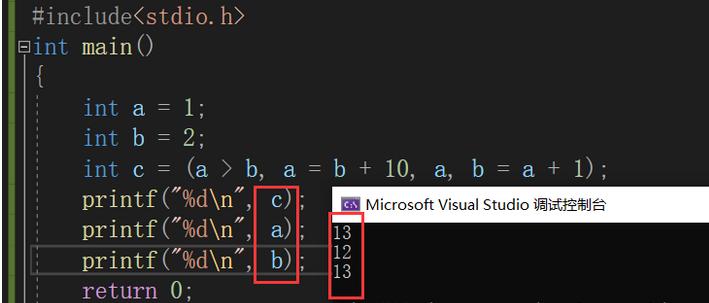 #include<stdio.h>
int main()
{
int a = 1;
int b = 2;
int c = (a > b, a = b + 10, a, b = a + 1);
printf("%d\n", c);
printf("%d\n", a);
printf("%d\n", b);
return 0;
C:\ Microsoft Visual Studio 调试控制台
13
12
13